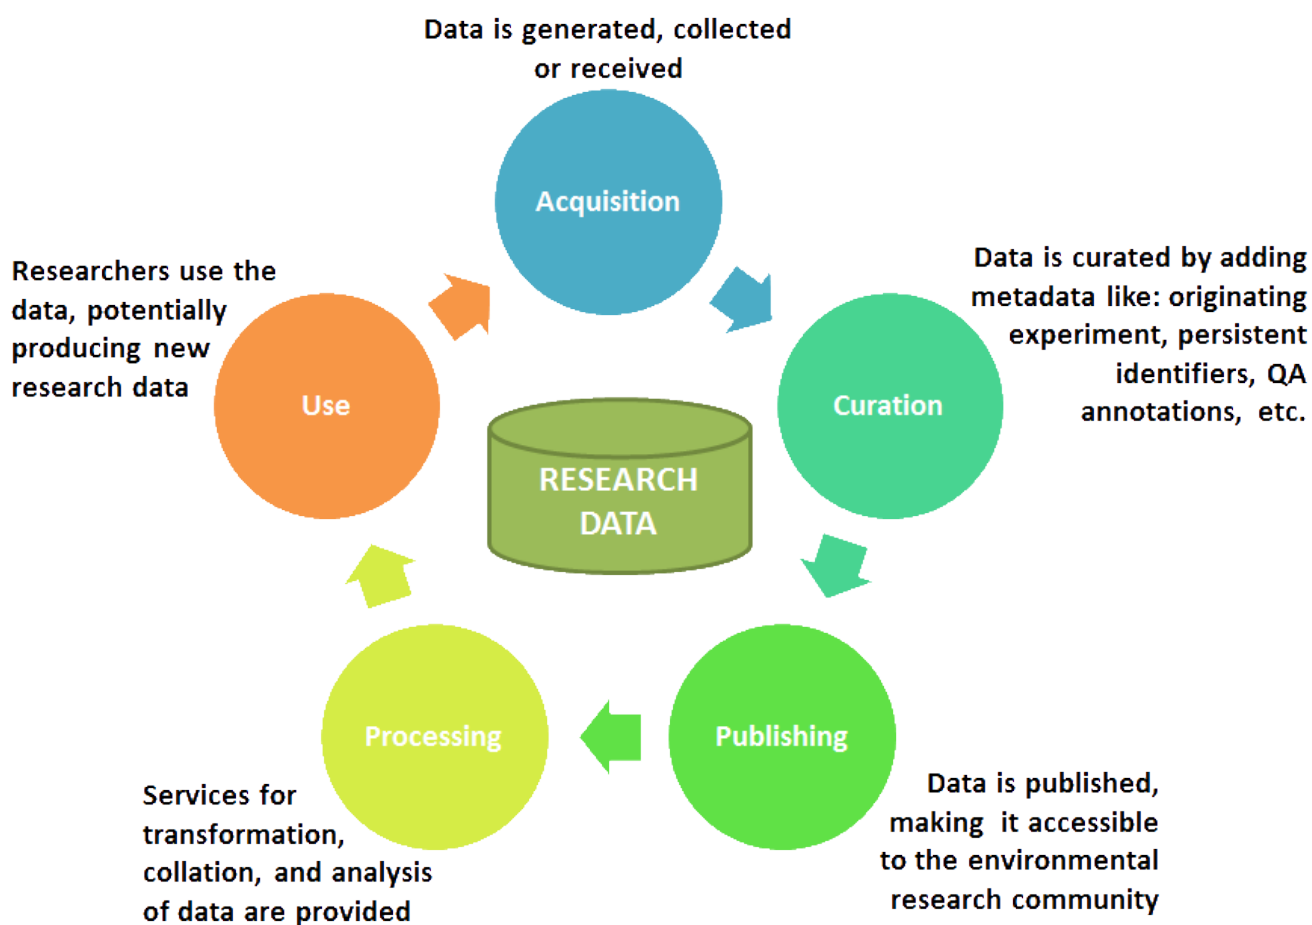 Data is generated, collected
or received
Acquisition
Data is curated by adding
metadata like: originating
experiment, persistent
identifiers, QA
annotations, etc.
Curation
Researchers use the
data, potentially
producing new
research data
Use
RESEARCH
DATA
Publishing
Data is published,
making it accessible
to the environmental
research community
Processing
Services for
transformation,
collation, and analysis
of data are provided